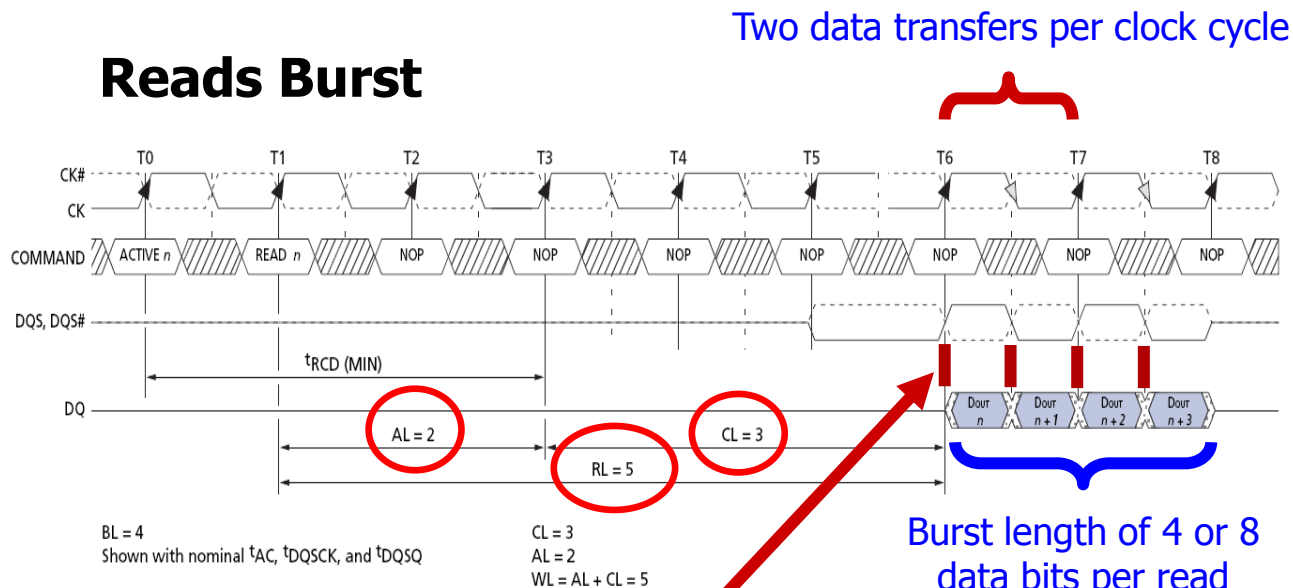 Two data transfers per clock cycle
Reads Burst
T0 T1 T2 T3 T4 T5 T6 T7 T8
CK#
CK
COMMAND ACTIVE n READ n NOP NOP NOP NOP NOP NOP NOP
DQS, DQS#
tRCD (MIN)
DQ DOUT n DOUT n + 1 DOUT n + 2 DOUT n + 3
AL = 2 CL = 3
RL = 5
BL = 4 CL = 3
Shown with nominal tAC, tDQSCK, and tDQSQ AL = 2
WL = AL + CL = 5
Burst length of 4 or 8
data bits per read